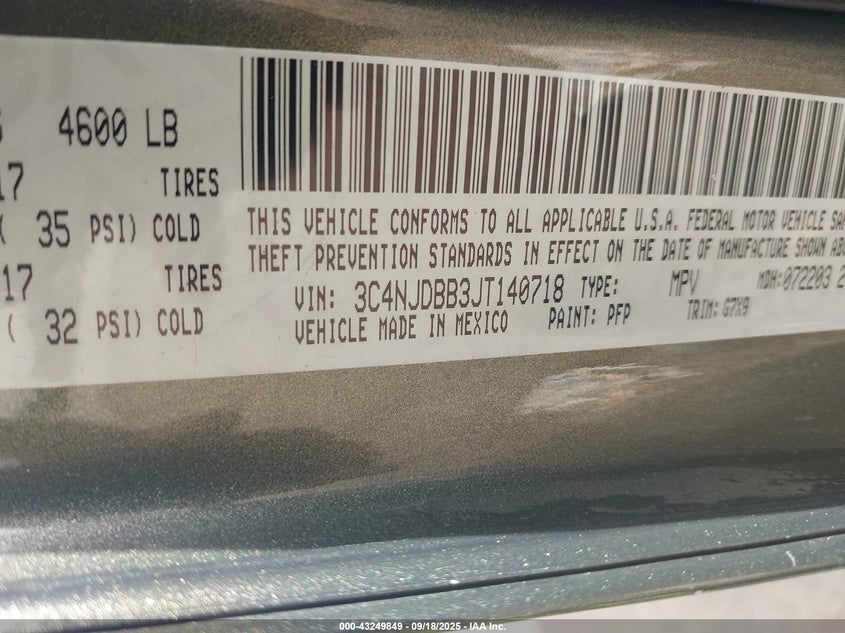 4600 LB
17 TIRES
( 35 PSI) COLD
17 TIRES
( 32 PSI) COLD
THIS VEHICLE CONFORMS TO ALL APPLICABLE U.S.A. FEDERAL MOTOR VEHICLE
THEFT PREVENTION STANDARDS IN EFFECT ON THE DATE OF MANUFACTURE SHOWN
VIN: 3C4NJDBB3JT140718 TYPE: MPV MDH:072203 2
VEHICLE MADE IN MEXICO PAINT: PFP TRIM: G7X9
000-43249849 - 09/18/2025 - IAA Inc.